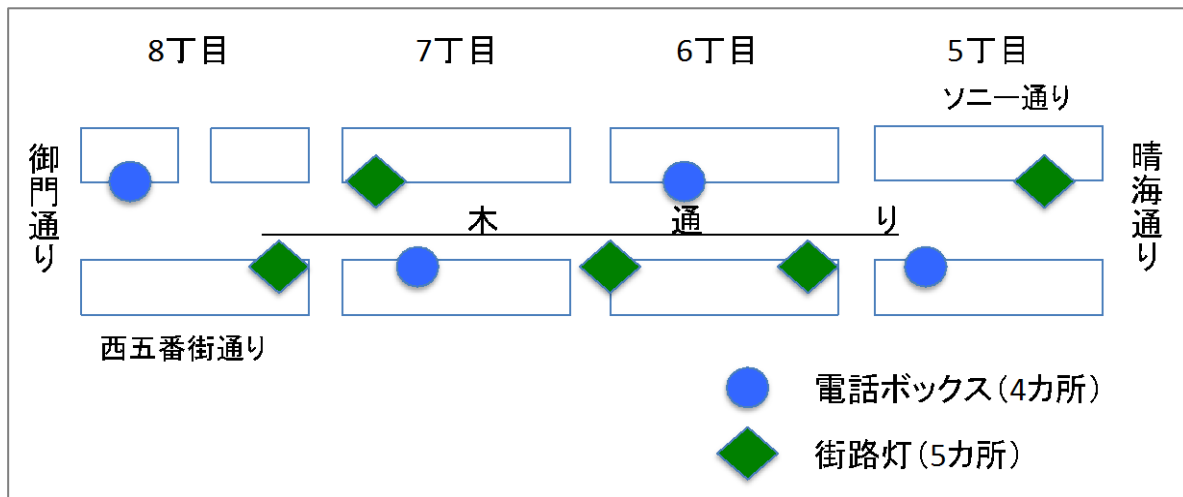 8丁目 7丁目 6丁目 5丁目
ソニー通り
御門通り
晴海通り
木通り
西五番街通り
電話ボックス(4カ所)
街路灯(5カ所)